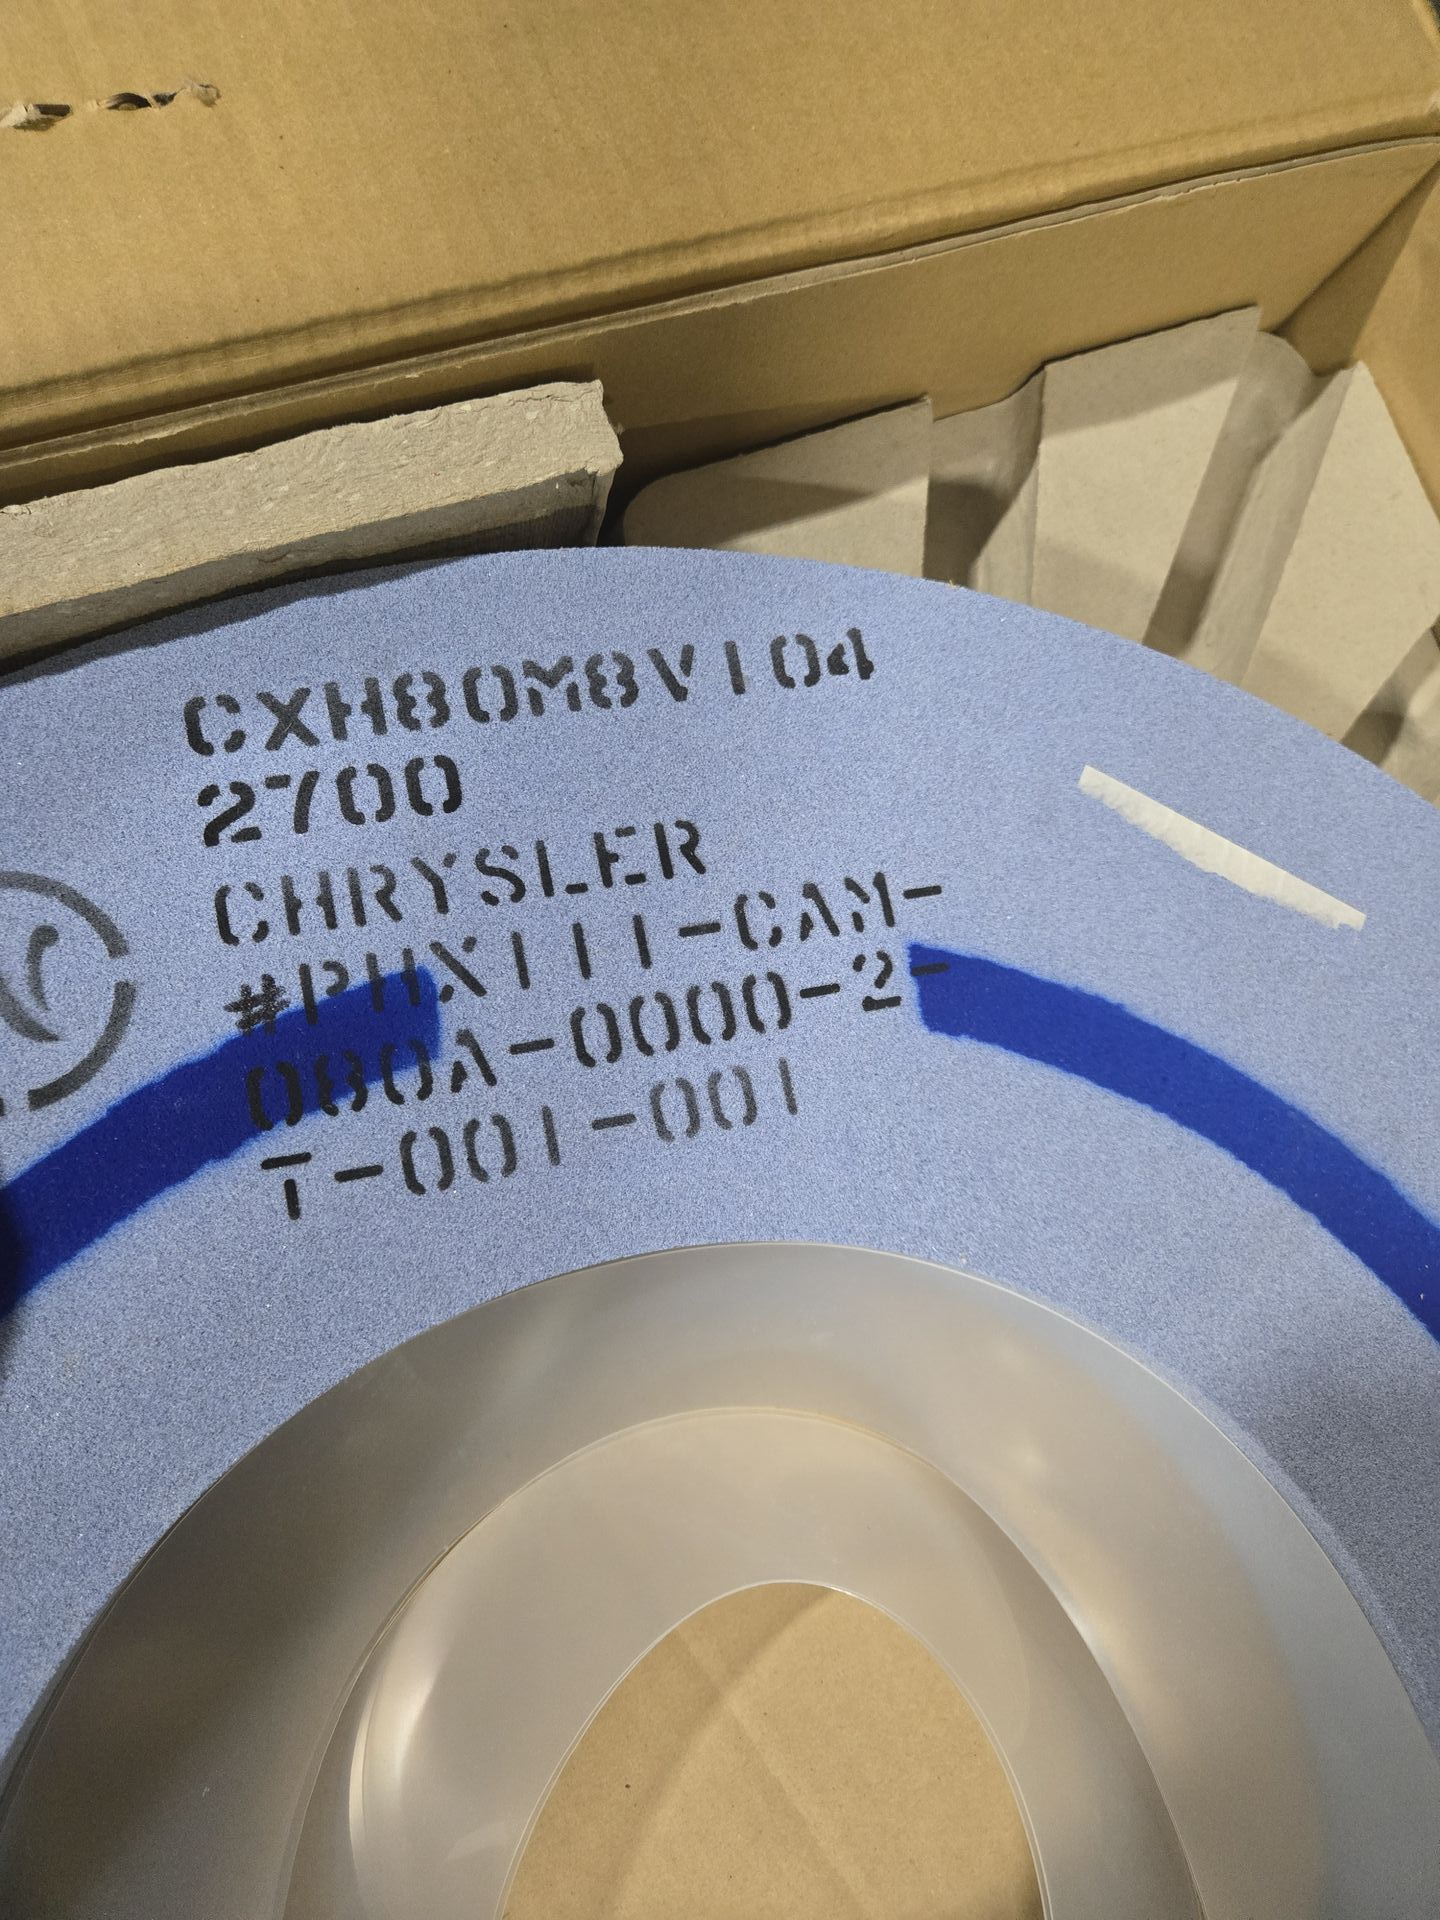 CXH80M8V104
2700
CHRYSLER
#PHX111-CAM-
080A-0000-2-
T-001-001